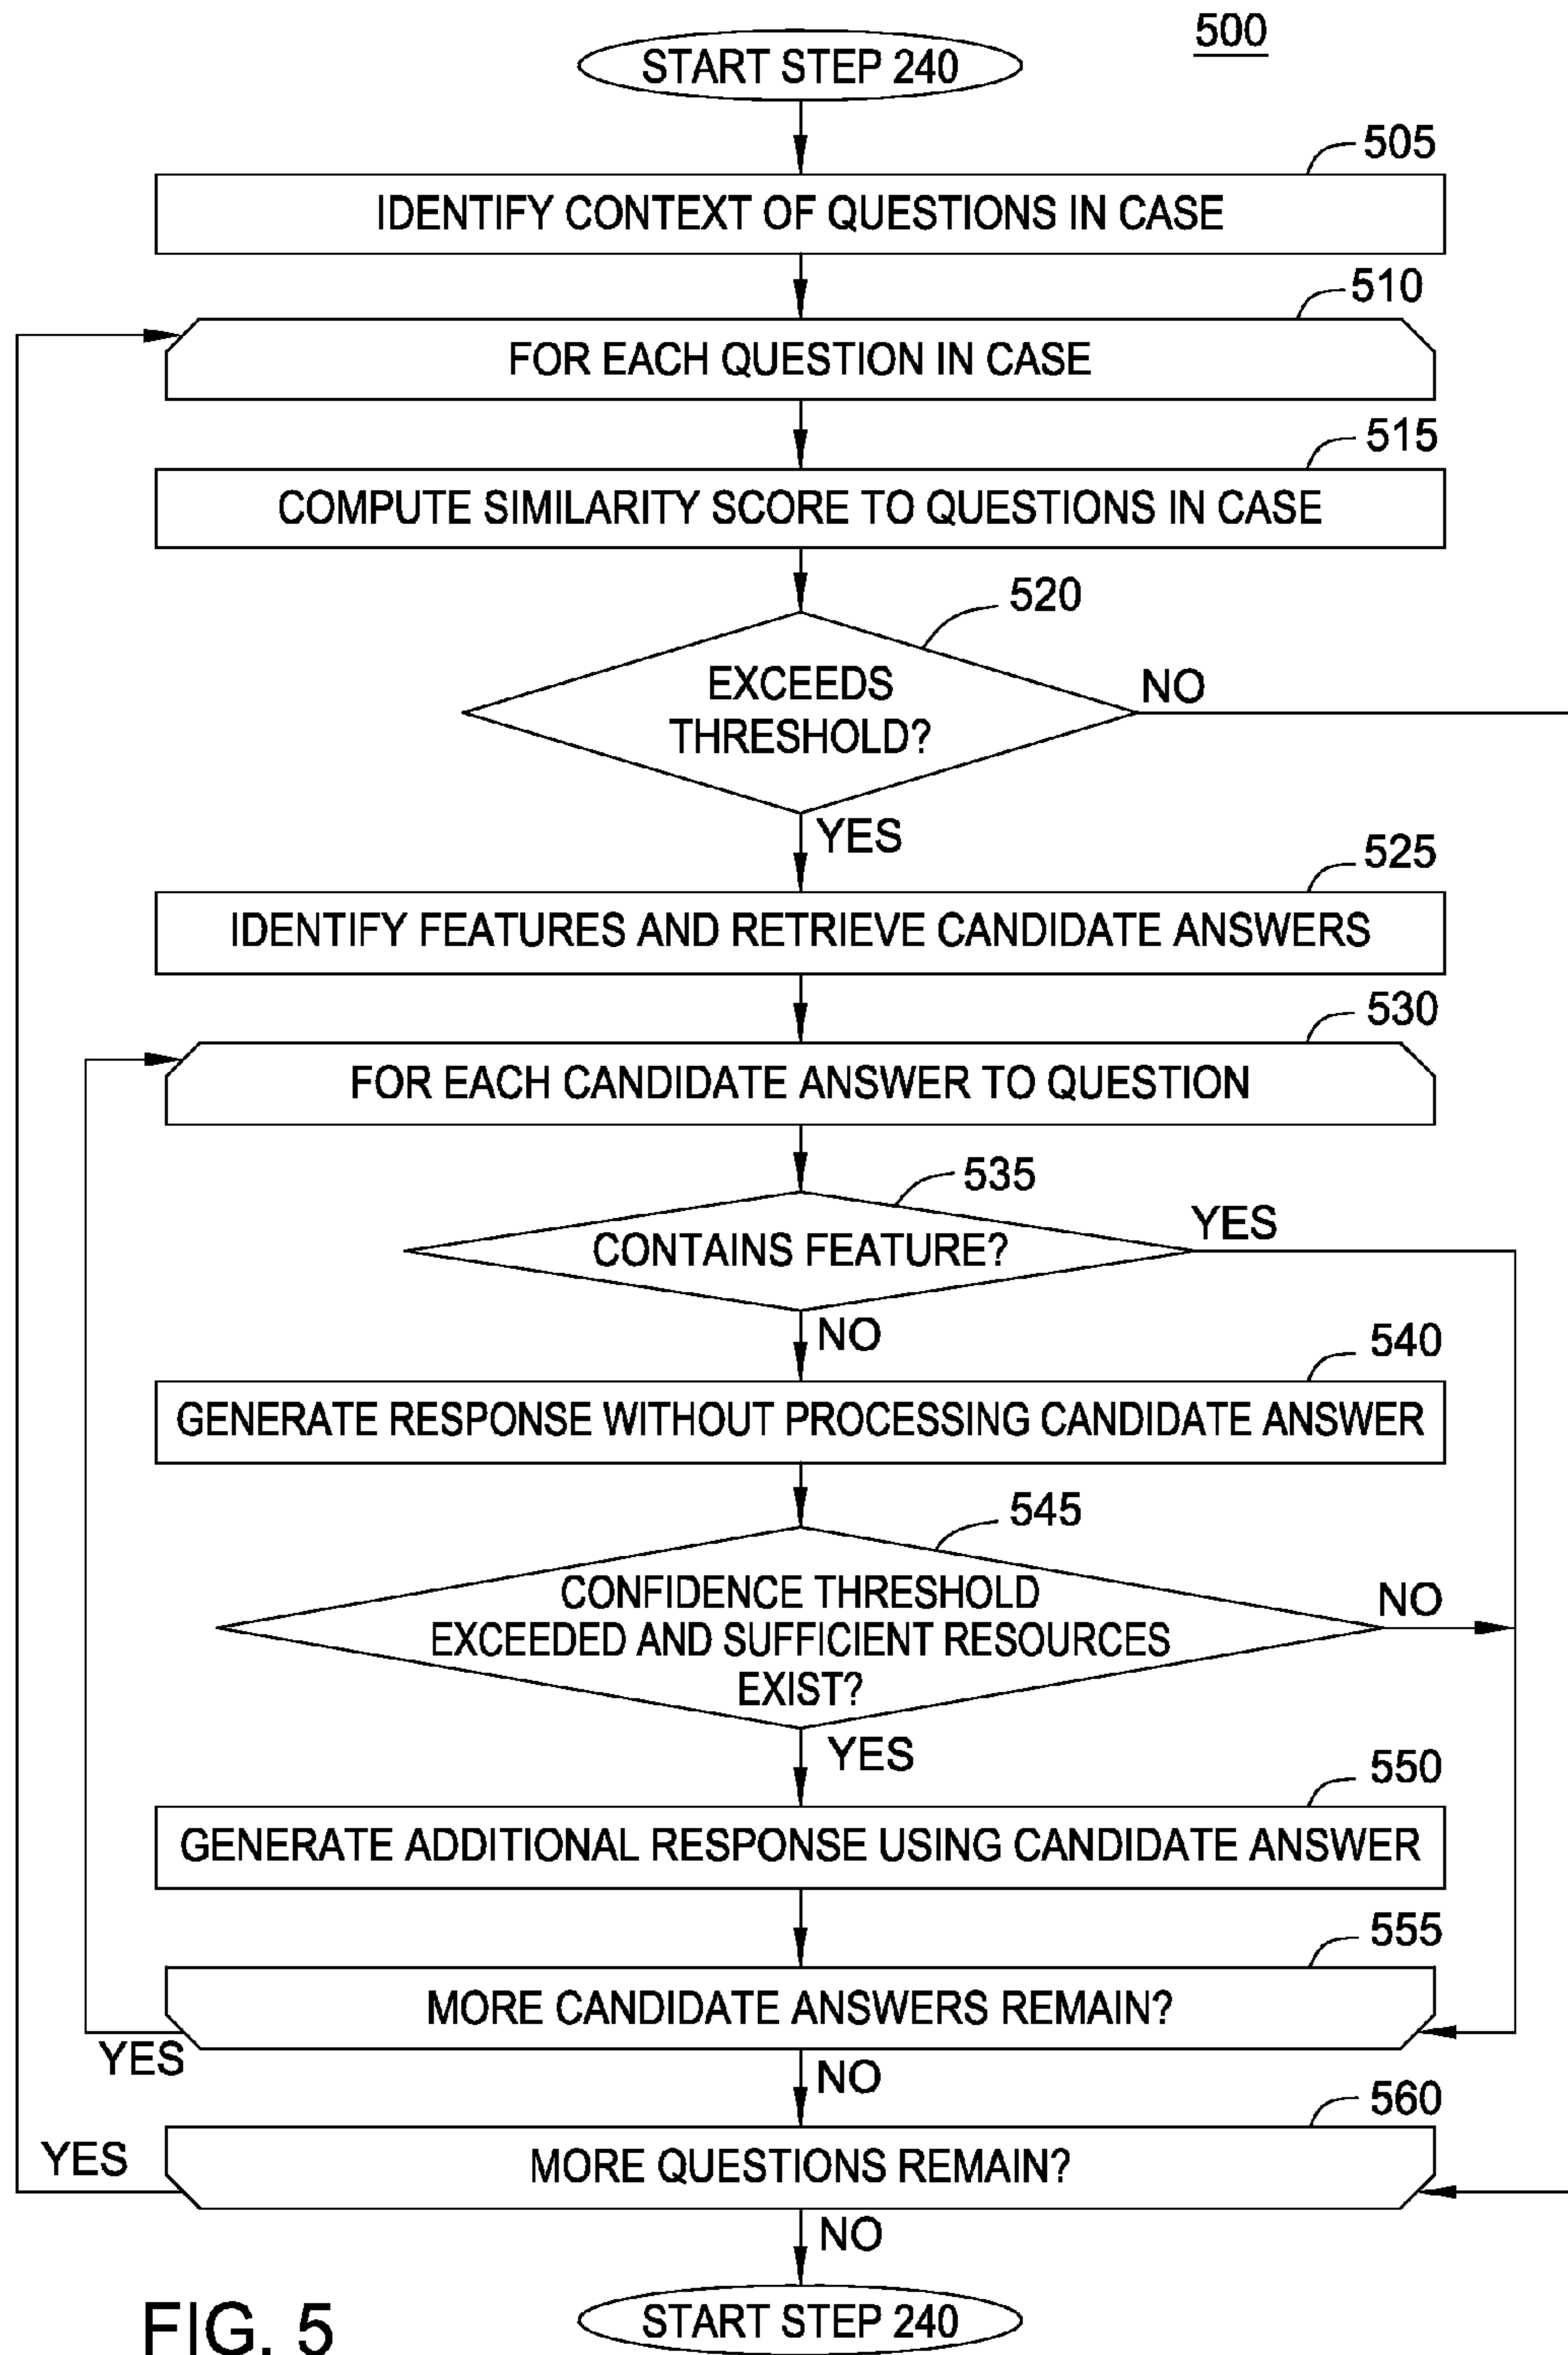 500
START STEP 240
505
IDENTIFY CONTEXT OF QUESTIONS IN CASE
510
FOR EACH QUESTION IN CASE
515
COMPUTE SIMILARITY SCORE TO QUESTIONS IN CASE
520
EXCEEDS
THRESHOLD?
NO
YES
525
IDENTIFY FEATURES AND RETRIEVE CANDIDATE ANSWERS
530
FOR EACH CANDIDATE ANSWER TO QUESTION
535
CONTAINS FEATURE?
YES
NO
540
GENERATE RESPONSE WITHOUT PROCESSING CANDIDATE ANSWER
545
CONFIDENCE THRESHOLD
EXCEEDED AND SUFFICIENT RESOURCES
EXIST?
NO
YES
550
GENERATE ADDITIONAL RESPONSE USING CANDIDATE ANSWER
555
MORE CANDIDATE ANSWERS REMAIN?
YES
NO
560
MORE QUESTIONS REMAIN?
YES
NO
START STEP 240
FIG. 5